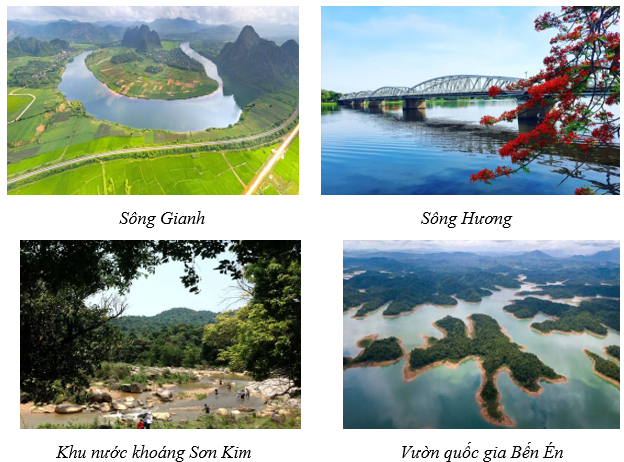 Sông Gianh
Sông Hương
Khu nước khoáng Sơn Kim
Vườn quốc gia Bến Én